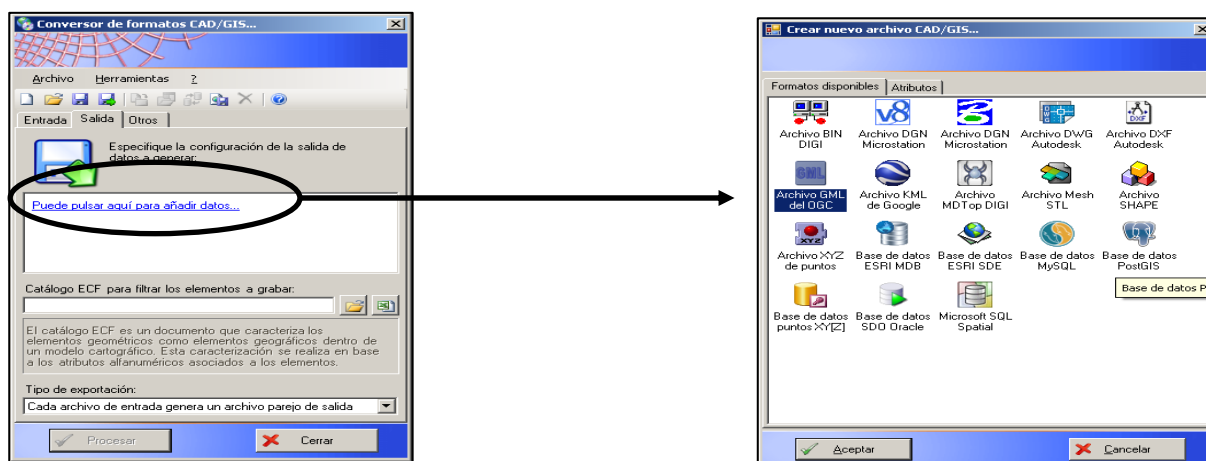 Conversor de formatos CAD/GIS...
Archivo Herramientas ?
Entrada Salida Otros
Especifique la configuración de la salida de
datos a generar:
Puede pulsar aquí para añadir datos...
Catálogo ECF para filtrar los elementos a grabar:
El catálogo ECF es un documento que caracteriza los
elementos geométricos como elementos geográficos dentro de
un modelo cartográfico. Esta caracterización se realiza en base
a los atributos alfanuméricos asociados a los elementos.
Tipo de exportación:
Cada archivo de entrada genera un archivo parejo de salida
Procesar Cerrar
Crear nuevo archivo CAD/GIS...
Formatos disponibles Atributos
v8 DWG DXF
Archivo BIN Archivo DGN Archivo DGN Archivo DWG Archivo DXF
DIGI Microstation Microstation Autodesk Autodesk
GML
Archivo GML Archivo KML Archivo Archivo Mesh Archivo
del OGC de Google MDTop DIGI STL SHAPE
XYZ
Archivo XYZ Base de datos Base de datos Base de datos Base de datos
de puntos ESRI MDB ESRI SDE MySQL PostGIS
Base de datos P
Base de datos Base de datos Microsoft SQL
puntos XY[Z] SDO Oracle Spatial
Aceptar Cancelar